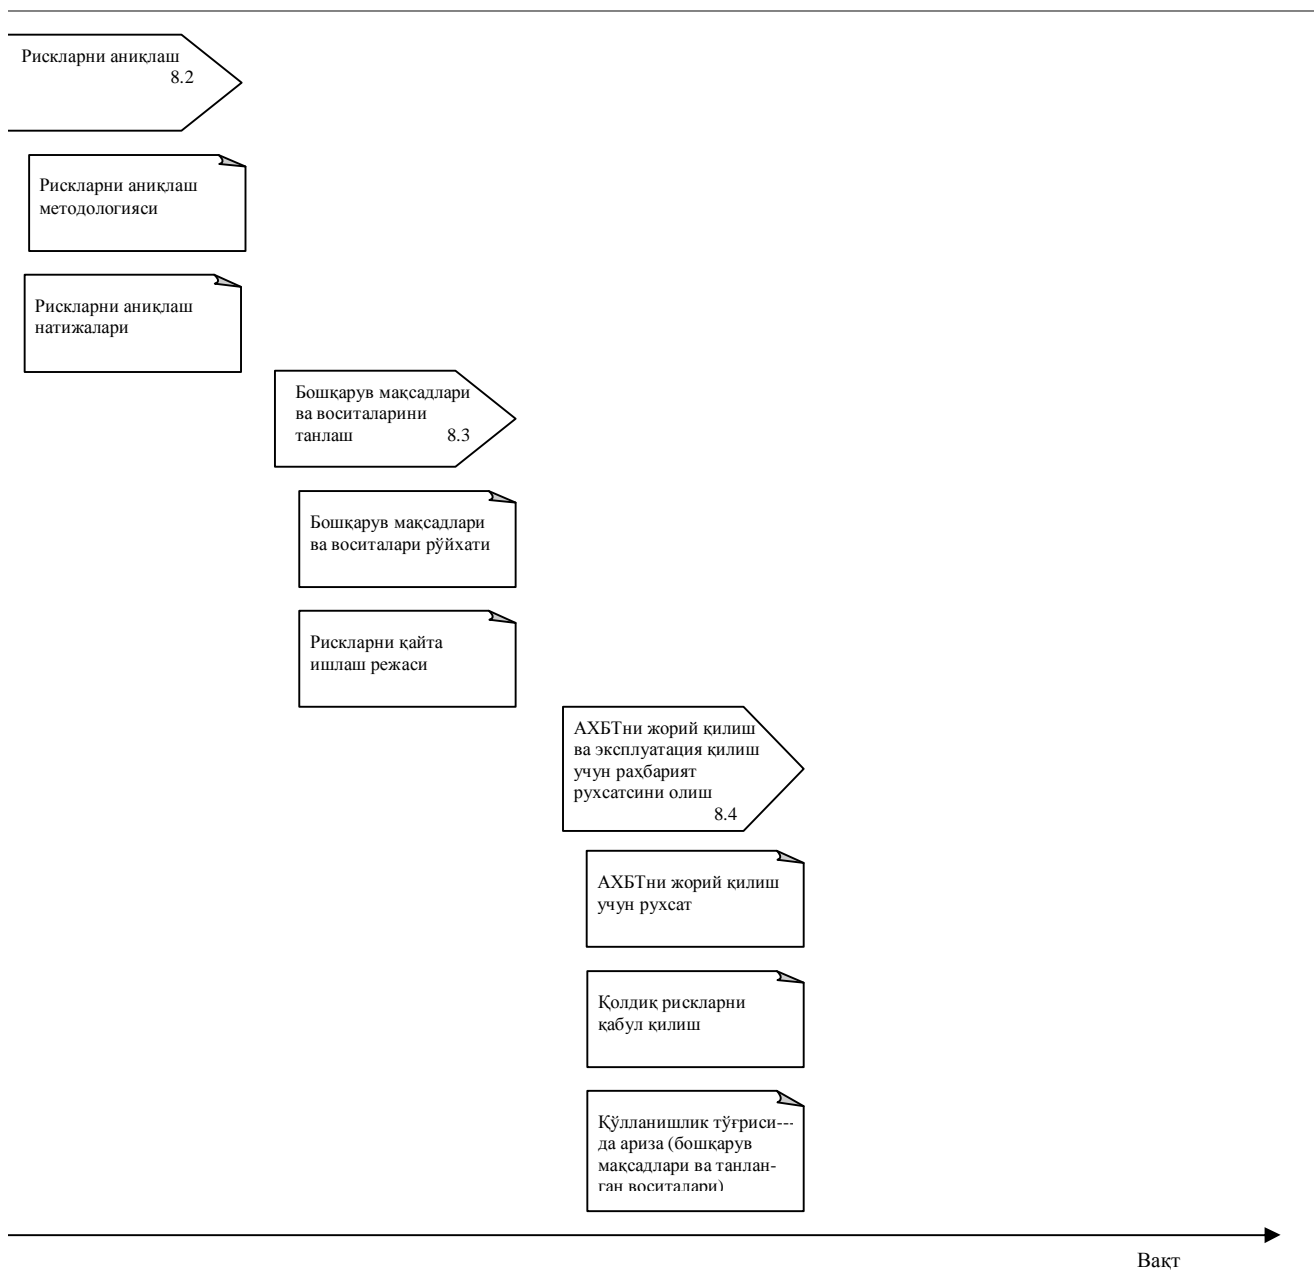 Рискларни аниқлаш
8.2
Рискларни аниқлаш
методологияси
Рискларни аниқлаш
натижалари
Бошқарув мақсадлари
ва воситаларини
танлаш 8.3
Бошқарув мақсадлари
ва воситалари рўйхати
Рискларни қайта
ишлаш режаси
АХБТни жорий қилиш
ва эксплуатация қилиш
учун раҳбарият
рухсатсини олиш
8.4
АХБТни жорий қилиш
учун рухсат
Қолдиқ рискларни
қабул қилиш
Қўлланишлик тўғриси---
да ариза (бошқарув
мақсадлари ва танлан-
ган воситалари)
Вақт